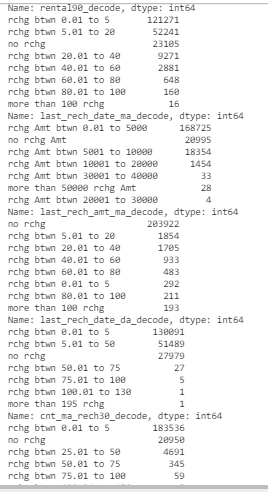 Name: rental90_decode, dtype: int64
rchg btwn 0.01 to 5 121271
rchg btwn 5.01 to 20 52241
no rchg 23105
rchg btwn 20.01 to 40 9271
rchg btwn 40.01 to 60 2881
rchg btwn 60.01 to 80 648
rchg btwn 80.01 to 100 160
more than 100 rchg 16
Name: last_rech_date_ma_decode, dtype: int64
rchg Amt btwn 0.01 to 5000 168725
no rchg Amt 20995
rchg Amt btwn 5001 to 10000 18354
rchg Amt btwn 10001 to 20000 1454
rchg Amt btwn 30001 to 40000 33
more than 50000 rchg Amt 28
rchg Amt btwn 20001 to 30000 4
Name: last_rech_amt_ma_decode, dtype: int64
no rchg 203922
rchg btwn 5.01 to 20 1854
rchg btwn 20.01 to 40 1705
rchg btwn 40.01 to 60 933
rchg btwn 60.01 to 80 483
rchg btwn 0.01 to 5 292
rchg btwn 80.01 to 100 211
more than 100 rchg 193
Name: last_rech_date_da_decode, dtype: int64
rchg btwn 0.01 to 5 130091
rchg btwn 5.01 to 50 51489
no rchg 27979
rchg btwn 50.01 to 75 27
rchg btwn 75.01 to 100 5
rchg btwn 100.01 to 130 1
more than 195 rchg 1
Name: cnt_ma_rech30_decode, dtype: int64
rchg btwn 0.01 to 5 183536
no rchg 20950
rchg btwn 25.01 to 50 4691
rchg btwn 50.01 to 75 345
rchg btwn 75.01 to 100 59